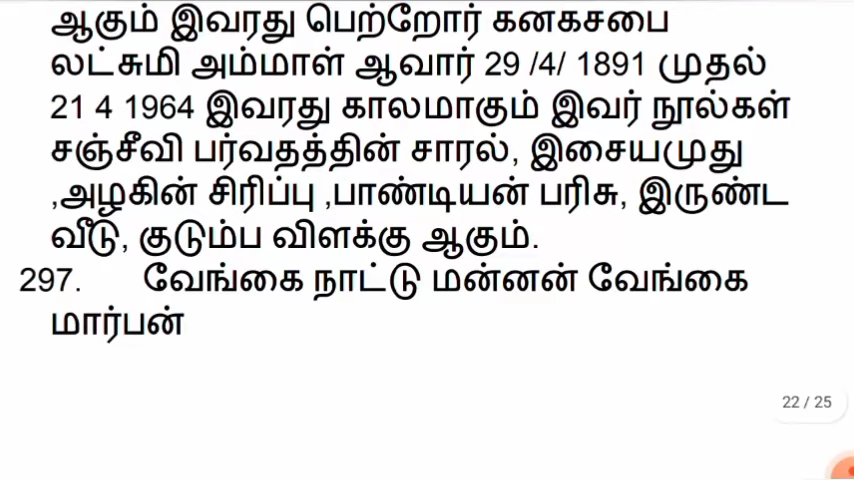 ஆகும் இவரது பெற்றோர் கனகசபை
லட்சுமி அம்மாள் ஆவார் 29 /4/ 1891 முதல்
21 4 1964 இவரது காலமாகும் இவர் நூல்கள்
சஞ்சீவி பர்வதத்தின் சாரல், இசையமுது
,அழகின் சிரிப்பு ,பாண்டியன் பரிசு, இருண்ட
வீடு, குடும்ப விளக்கு ஆகும்.
297. வேங்கை நாட்டு மன்னன் வேங்கை
மார்பன்
22 / 25